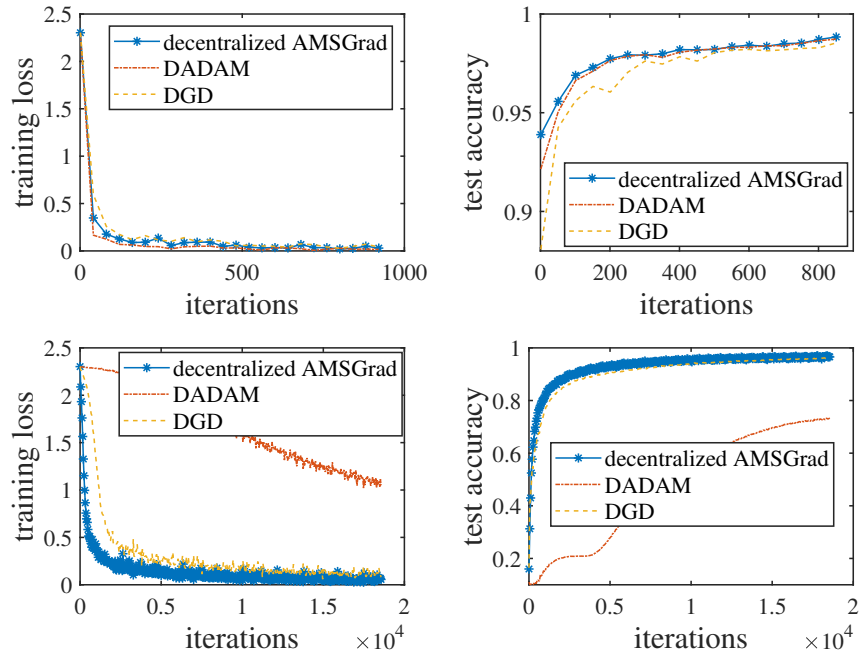 2.5
2
1.5
1
0.5
0
training loss
0
500
1000
iterations
decentralized AMSGrad
DADAM
DGD
1
0.95
0.9
test accuracy
0
200
400
600
800
iterations
decentralized AMSGrad
DADAM
DGD
2.5
2
1.5
1
0.5
0
training loss
0
0.5
1
1.5
2
×10⁴
iterations
decentralized AMSGrad
DADAM
DGD
1
0.8
0.6
0.4
0.2
test accuracy
0
0.5
1
1.5
2
×10⁴
iterations
decentralized AMSGrad
DADAM
DGD